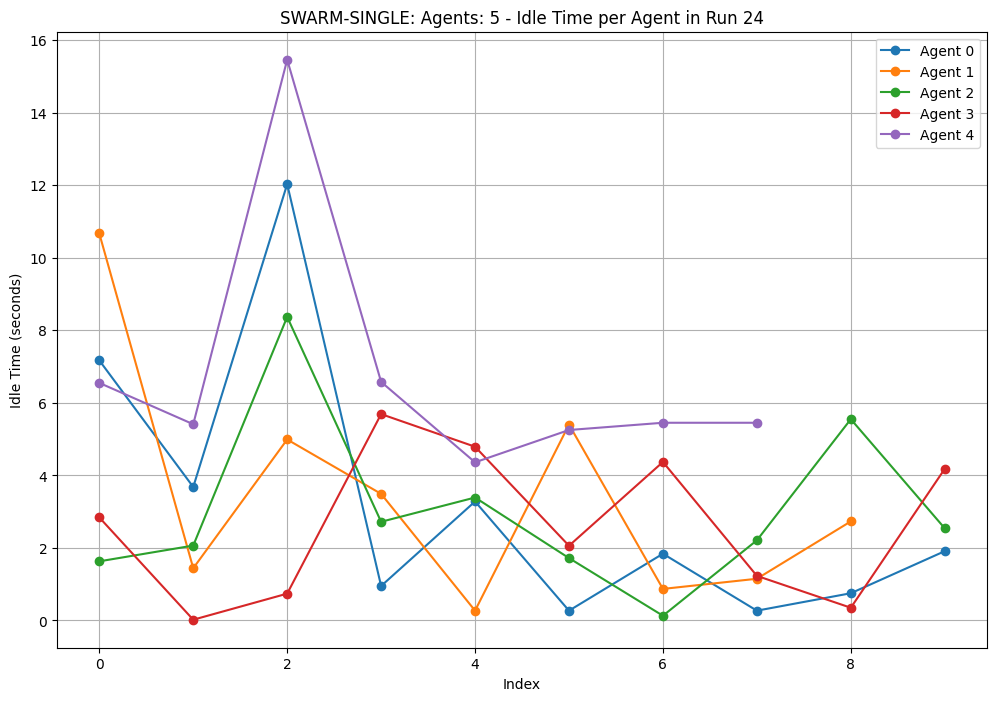 SWARM-SINGLE: Agents: 5 - Idle Time per Agent in Run 24
Agent 0
Agent 1
Agent 2
Agent 3
Agent 4
Idle Time (seconds)
16
14
12
10
8
6
4
2
0
0 2 4 6 8
Index